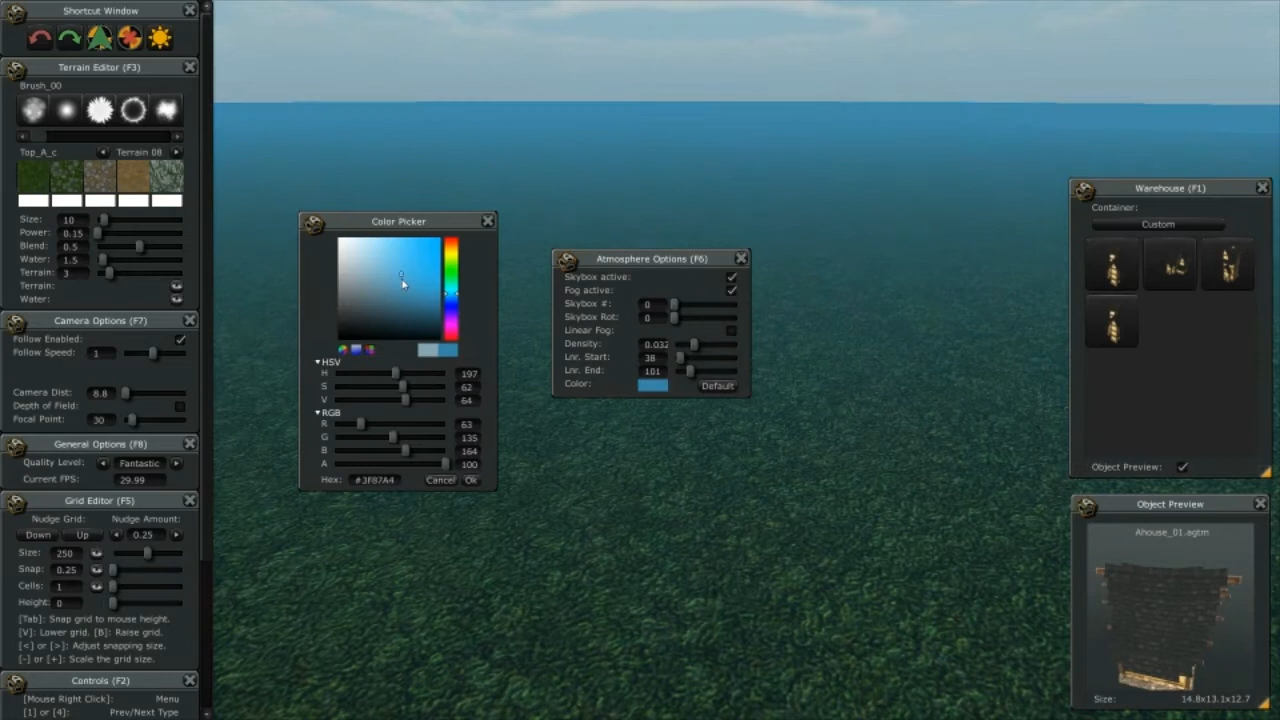 Shortcut Window
Terrain Editor (F3)
Brush_00
Top_A_c Terrain 08
Size: 10
Power: 0.15
Blend: 0.5
Water: 1.5
Terrain: 3
Terrain:
Water:
Camera Options (F7)
Follow Enabled:
Follow Speed: 1
Camera Dist: 8.8
Depth of Field:
Focal Point: 30
General Options (F8)
Quality Level: Fantastic
Current FPS: 29.99
Grid Editor (F5)
Nudge Grid: Nudge Amount:
Down Up 0.25
Size: 250
Snap: 0.25
Cells: 1
Height: 0
[Tab]: Snap grid to mouse height.
[V]: Lower grid. [B]: Raise grid.
[<] or [>]: Adjust snapping size.
[-] or [+]: Scale the grid size.
Controls (F2)
[Mouse Right Click]: Menu
[1] or [4]: Prev/Next Type
Color Picker
HSV
H 197
S 62
V 64
RGB
R 63
G 135
B 164
A 100
Hex: #3F87A4 Cancel Ok
Atmosphere Options (F6)
Skybox active:
Fog active:
Skybox #: 0
Skybox Rot: 0
Linear Fog:
Density: 0.032
Lnr. Start: 38
Lnr. End: 101
Color: Default
Warehouse (F1)
Container:
Custom
Object Preview:
Object Preview
Ahouse_01.agtm
Size: 14.8x13.1x12.7